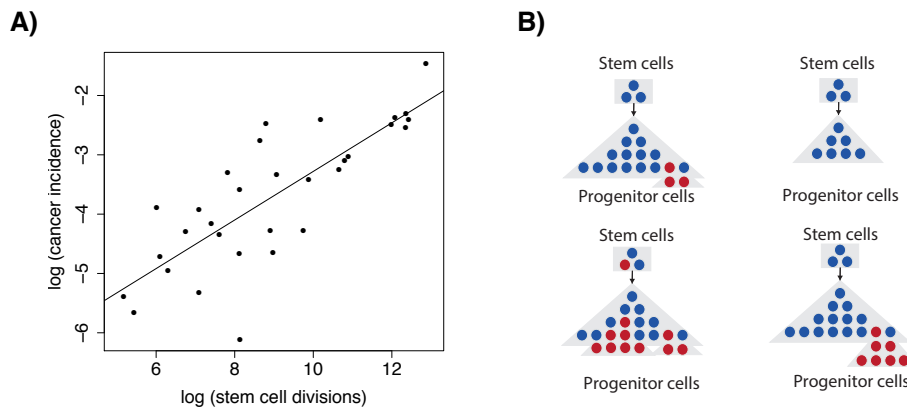 A)
−2
−3
−4
−5
−6
log (cancer incidence)
6
8
10
12
log (stem cell divisions)
B)
Stem cells
Progenitor cells
Stem cells
Progenitor cells
Stem cells
Progenitor cells
Stem cells
Progenitor cells